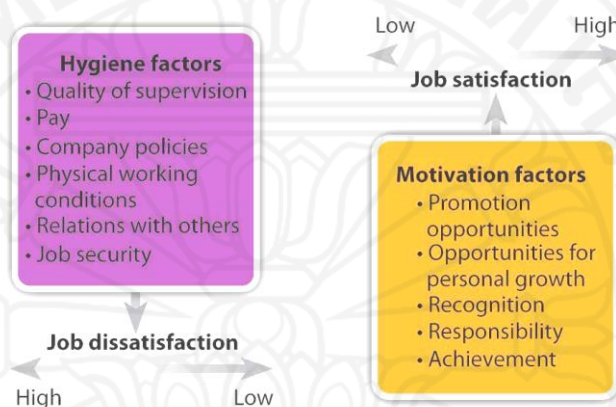 Hygiene factors
• Quality of supervision
• Pay
• Company policies
• Physical working
conditions
• Relations with others
• Job security
Job dissatisfaction
High Low
Low High
Job satisfaction
Motivation factors
• Promotion
opportunities
• Opportunities for
personal growth
• Recognition
• Responsibility
• Achievement